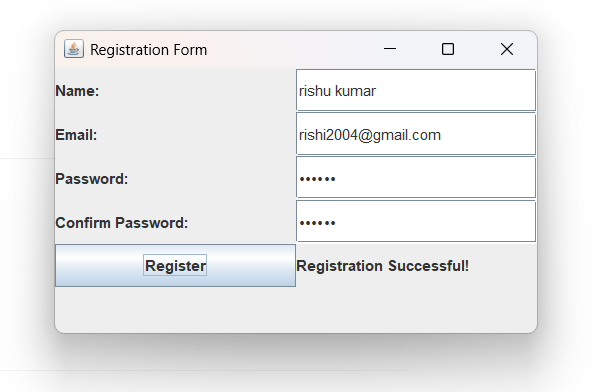 Registration Form
Name: rishu kumar
Email: rishi2004@gmail.com
Password: ••••••
Confirm Password: ••••••
Register Registration Successful!